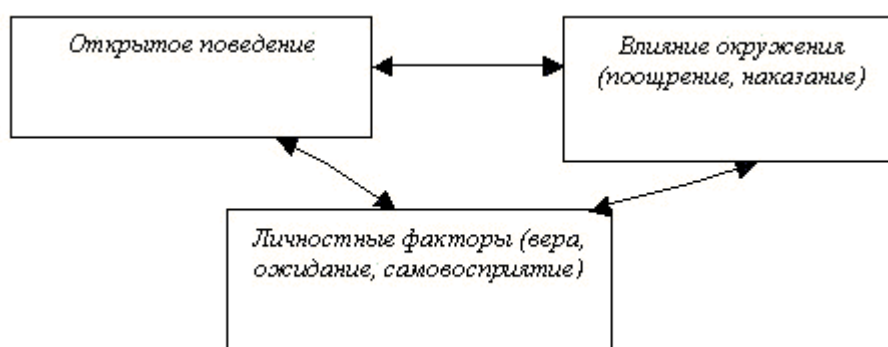 Открытое поведение
Влияние окружения
(поощрение, наказание)
Личностные факторы (вера,
ожидание, самовосприятие)